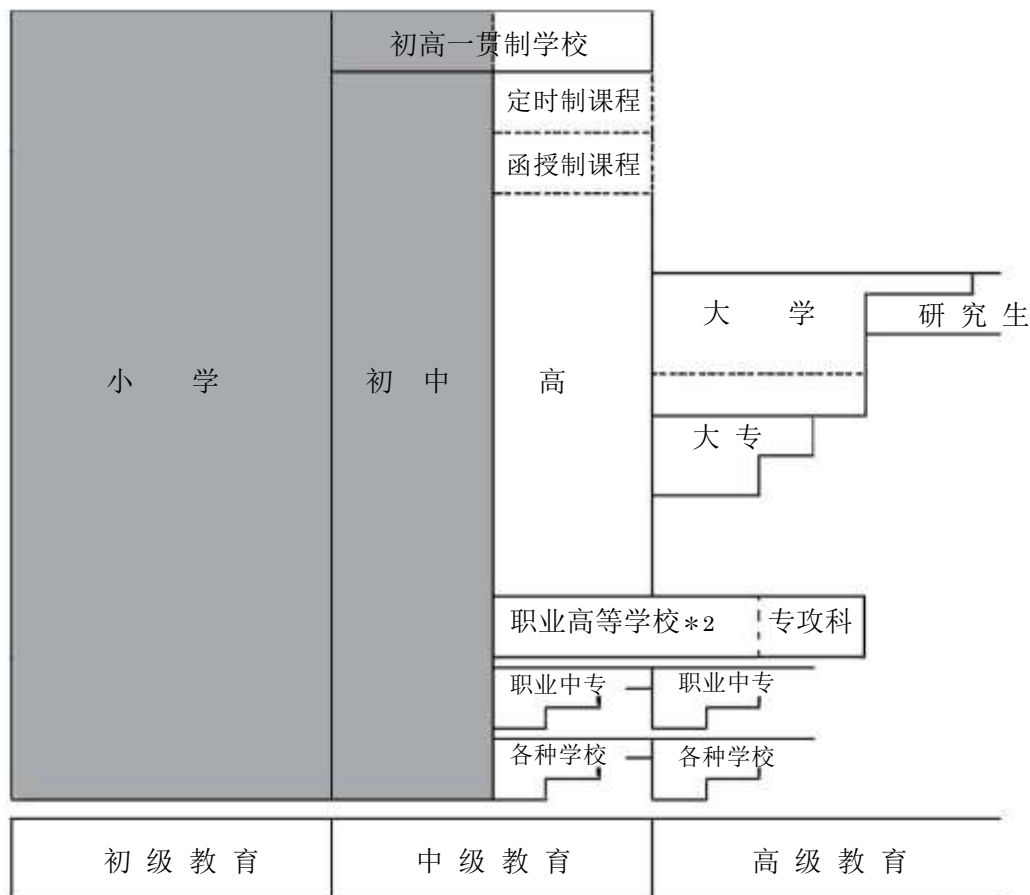 初高一贯制学校
定时制课程
函授制课程
大 学
研 究 生
小 学
初 中
高
大 专
职业高等学校*2
专攻科
职业中专
职业中专
各种学校
各种学校
初 级 教 育
中 级 教 育
高 级 教 育